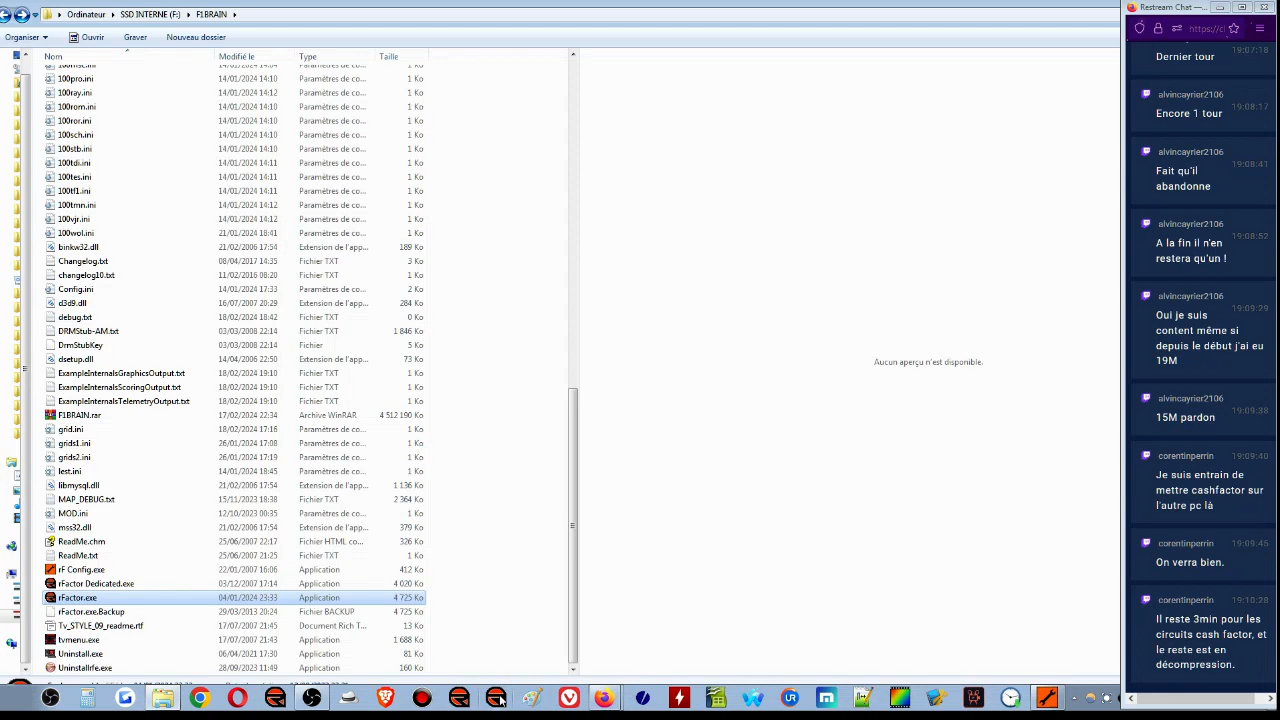 Ordinateur ▸ SSD INTERNE (F:) ▸ F1BRAIN ▸
Restream Chat —...
Organiser Ouvrir Graver Nouveau dossier
Nom Modifié le Type Taille
100pro.ini 14/01/2024 14:10 Paramètres de co... 1 Ko
100ray.ini 14/01/2024 14:12 Paramètres de co... 1 Ko
100rom.ini 14/01/2024 14:10 Paramètres de co... 1 Ko
100ror.ini 14/01/2024 14:10 Paramètres de co... 1 Ko
100sch.ini 14/01/2024 14:10 Paramètres de co... 1 Ko
100stb.ini 14/01/2024 14:10 Paramètres de co... 1 Ko
100tdi.ini 14/01/2024 14:11 Paramètres de co... 1 Ko
100tes.ini 14/01/2024 14:11 Paramètres de co... 1 Ko
100tf1.ini 14/01/2024 14:11 Paramètres de co... 1 Ko
100tmn.ini 14/01/2024 14:12 Paramètres de co... 1 Ko
100vjr.ini 14/01/2024 14:12 Paramètres de co... 1 Ko
100wol.ini 21/01/2024 18:41 Paramètres de co... 1 Ko
binkw32.dll 21/02/2006 17:54 Extension de l'app... 189 Ko
Changelog.txt 08/04/2017 14:35 Fichier TXT 3 Ko
changelog10.txt 11/02/2016 08:20 Fichier TXT 1 Ko
Config.ini 14/01/2024 17:33 Paramètres de co... 2 Ko
d3d9.dll 16/07/2007 20:29 Extension de l'app... 284 Ko
debug.txt 18/02/2024 18:42 Fichier TXT 0 Ko
DRMStub-AM.txt 03/03/2008 22:14 Fichier TXT 1 846 Ko
DrmStubKey 03/03/2008 22:14 Fichier 5 Ko
dsetup.dll 14/04/2006 22:50 Extension de l'app... 73 Ko
ExampleInternalsGraphicsOutput.txt 18/02/2024 19:10 Fichier TXT 1 Ko
ExampleInternalsScoringOutput.txt 18/02/2024 19:10 Fichier TXT 1 Ko
ExampleInternalsTelemetryOutput.txt 18/02/2024 19:10 Fichier TXT 1 Ko
F1BRAIN.rar 17/02/2024 22:34 Archive WinRAR 4 512 190 Ko
grid.ini 18/02/2024 17:16 Paramètres de co... 1 Ko
grids1.ini 26/01/2024 17:08 Paramètres de co... 1 Ko
grids2.ini 26/01/2024 17:19 Paramètres de co... 1 Ko
lest.ini 14/01/2024 18:45 Paramètres de co... 1 Ko
libmysql.dll 21/02/2006 17:54 Extension de l'app... 1 136 Ko
MAP_DEBUG.txt 15/11/2023 18:38 Fichier TXT 2 364 Ko
MOD.ini 12/10/2023 00:35 Paramètres de co... 1 Ko
mss32.dll 21/02/2006 17:54 Extension de l'app... 379 Ko
ReadMe.chm 25/06/2007 22:17 Fichier HTML co... 326 Ko
ReadMe.txt 25/06/2007 22:17 Fichier TXT 1 Ko
rF Config.exe 22/01/2007 16:06 Application 412 Ko
rFactor Dedicated.exe 03/12/2007 17:14 Application 4 020 Ko
rFactor.exe 04/01/2024 23:33 Application 4 725 Ko
rFactor.exe.Backup 29/03/2013 20:24 Fichier BACKUP 4 725 Ko
Tv_STYLE_09_readme.rtf 17/07/2007 21:45 Document Rich T... 13 Ko
tvmenu.exe 17/07/2007 21:43 Application 1 688 Ko
Uninstall.exe 06/04/2021 17:30 Application 81 Ko
Uninstallrfe.exe 28/09/2023 11:49 Application 160 Ko
Aucun aperçu n'est disponible.
19:07:18
Dernier tour
alvincayrier2106 19:08:17
Encore 1 tour
alvincayrier2106 19:08:41
Fait qu'il
abandonne
alvincayrier2106 19:08:52
A la fin il n'en
restera qu'un !
alvincayrier2106 19:09:29
Oui je suis
content même si
depuis le début j'ai eu
19M
alvincayrier2106 19:09:38
15M pardon
corentinperrin 19:09:40
Je suis entrain de
mettre cashfactor sur
l'autre pc là
corentinperrin 19:09:45
On verra bien.
corentinperrin 19:10:28
Il reste 3min pour les
circuits cash factor, et
le reste est en
décompression.